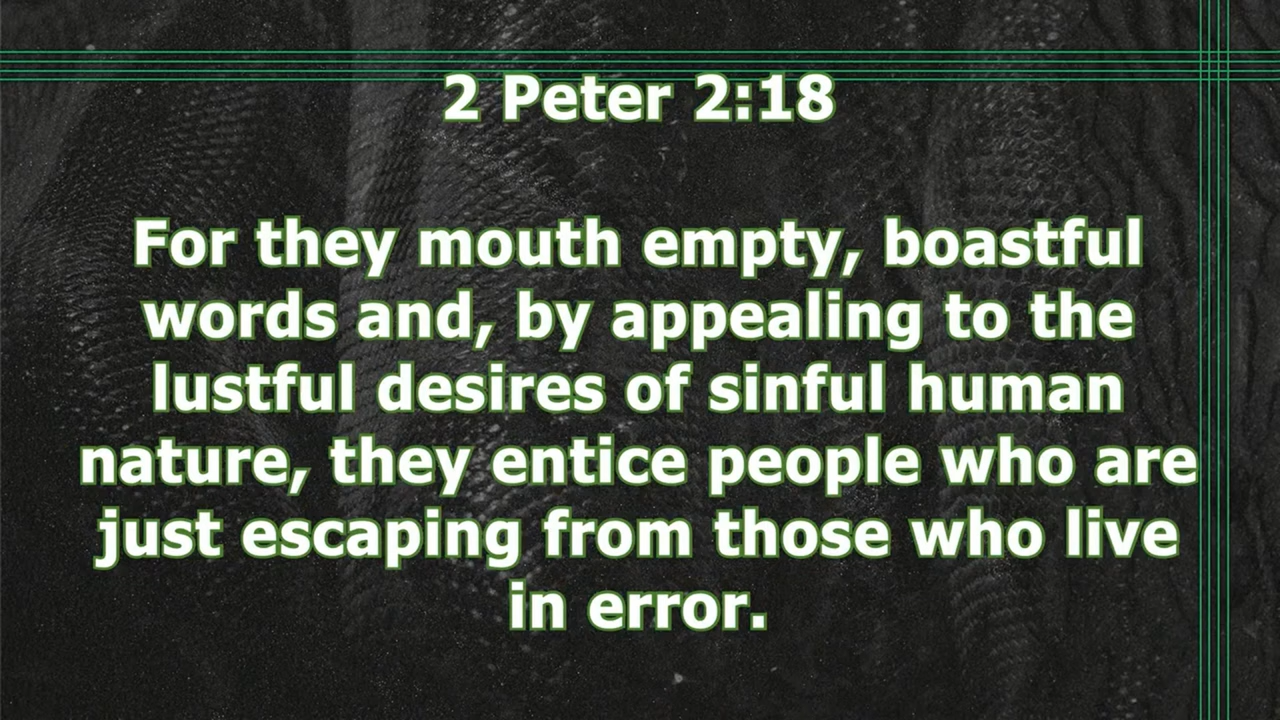 2 Peter 2:18
For they mouth empty, boastful
words and, by appealing to the
lustful desires of sinful human
nature, they entice people who are
just escaping from those who live
in error.